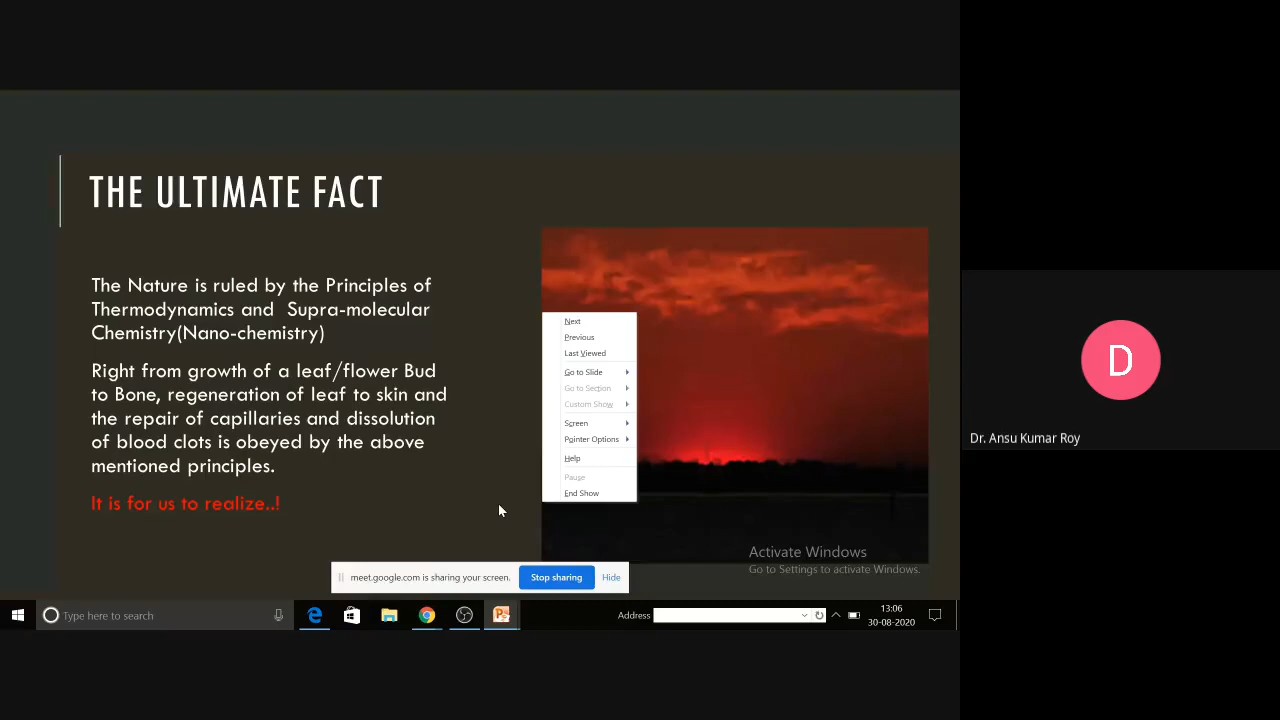 THE ULTIMATE FACT
The Nature is ruled by the Principles of
Thermodynamics and Supra-molecular
Chemistry(Nano-chemistry)
Right from growth of a leaf/flower Bud
to Bone, regeneration of leaf to skin and
the repair of capillaries and dissolution
of blood clots is obeyed by the above
mentioned principles.
It is for us to realize..!
Next
Previous
Last Viewed
Go to Slide
Go to Section
Custom Show
Screen
Pointer Options
Help
Pause
End Show
Activate Windows
Go to Settings to activate Windows.
meet.google.com is sharing your screen.
Stop sharing
Hide
Type here to search
Address
13:06
30-08-2020
D
Dr. Ansu Kumar Roy